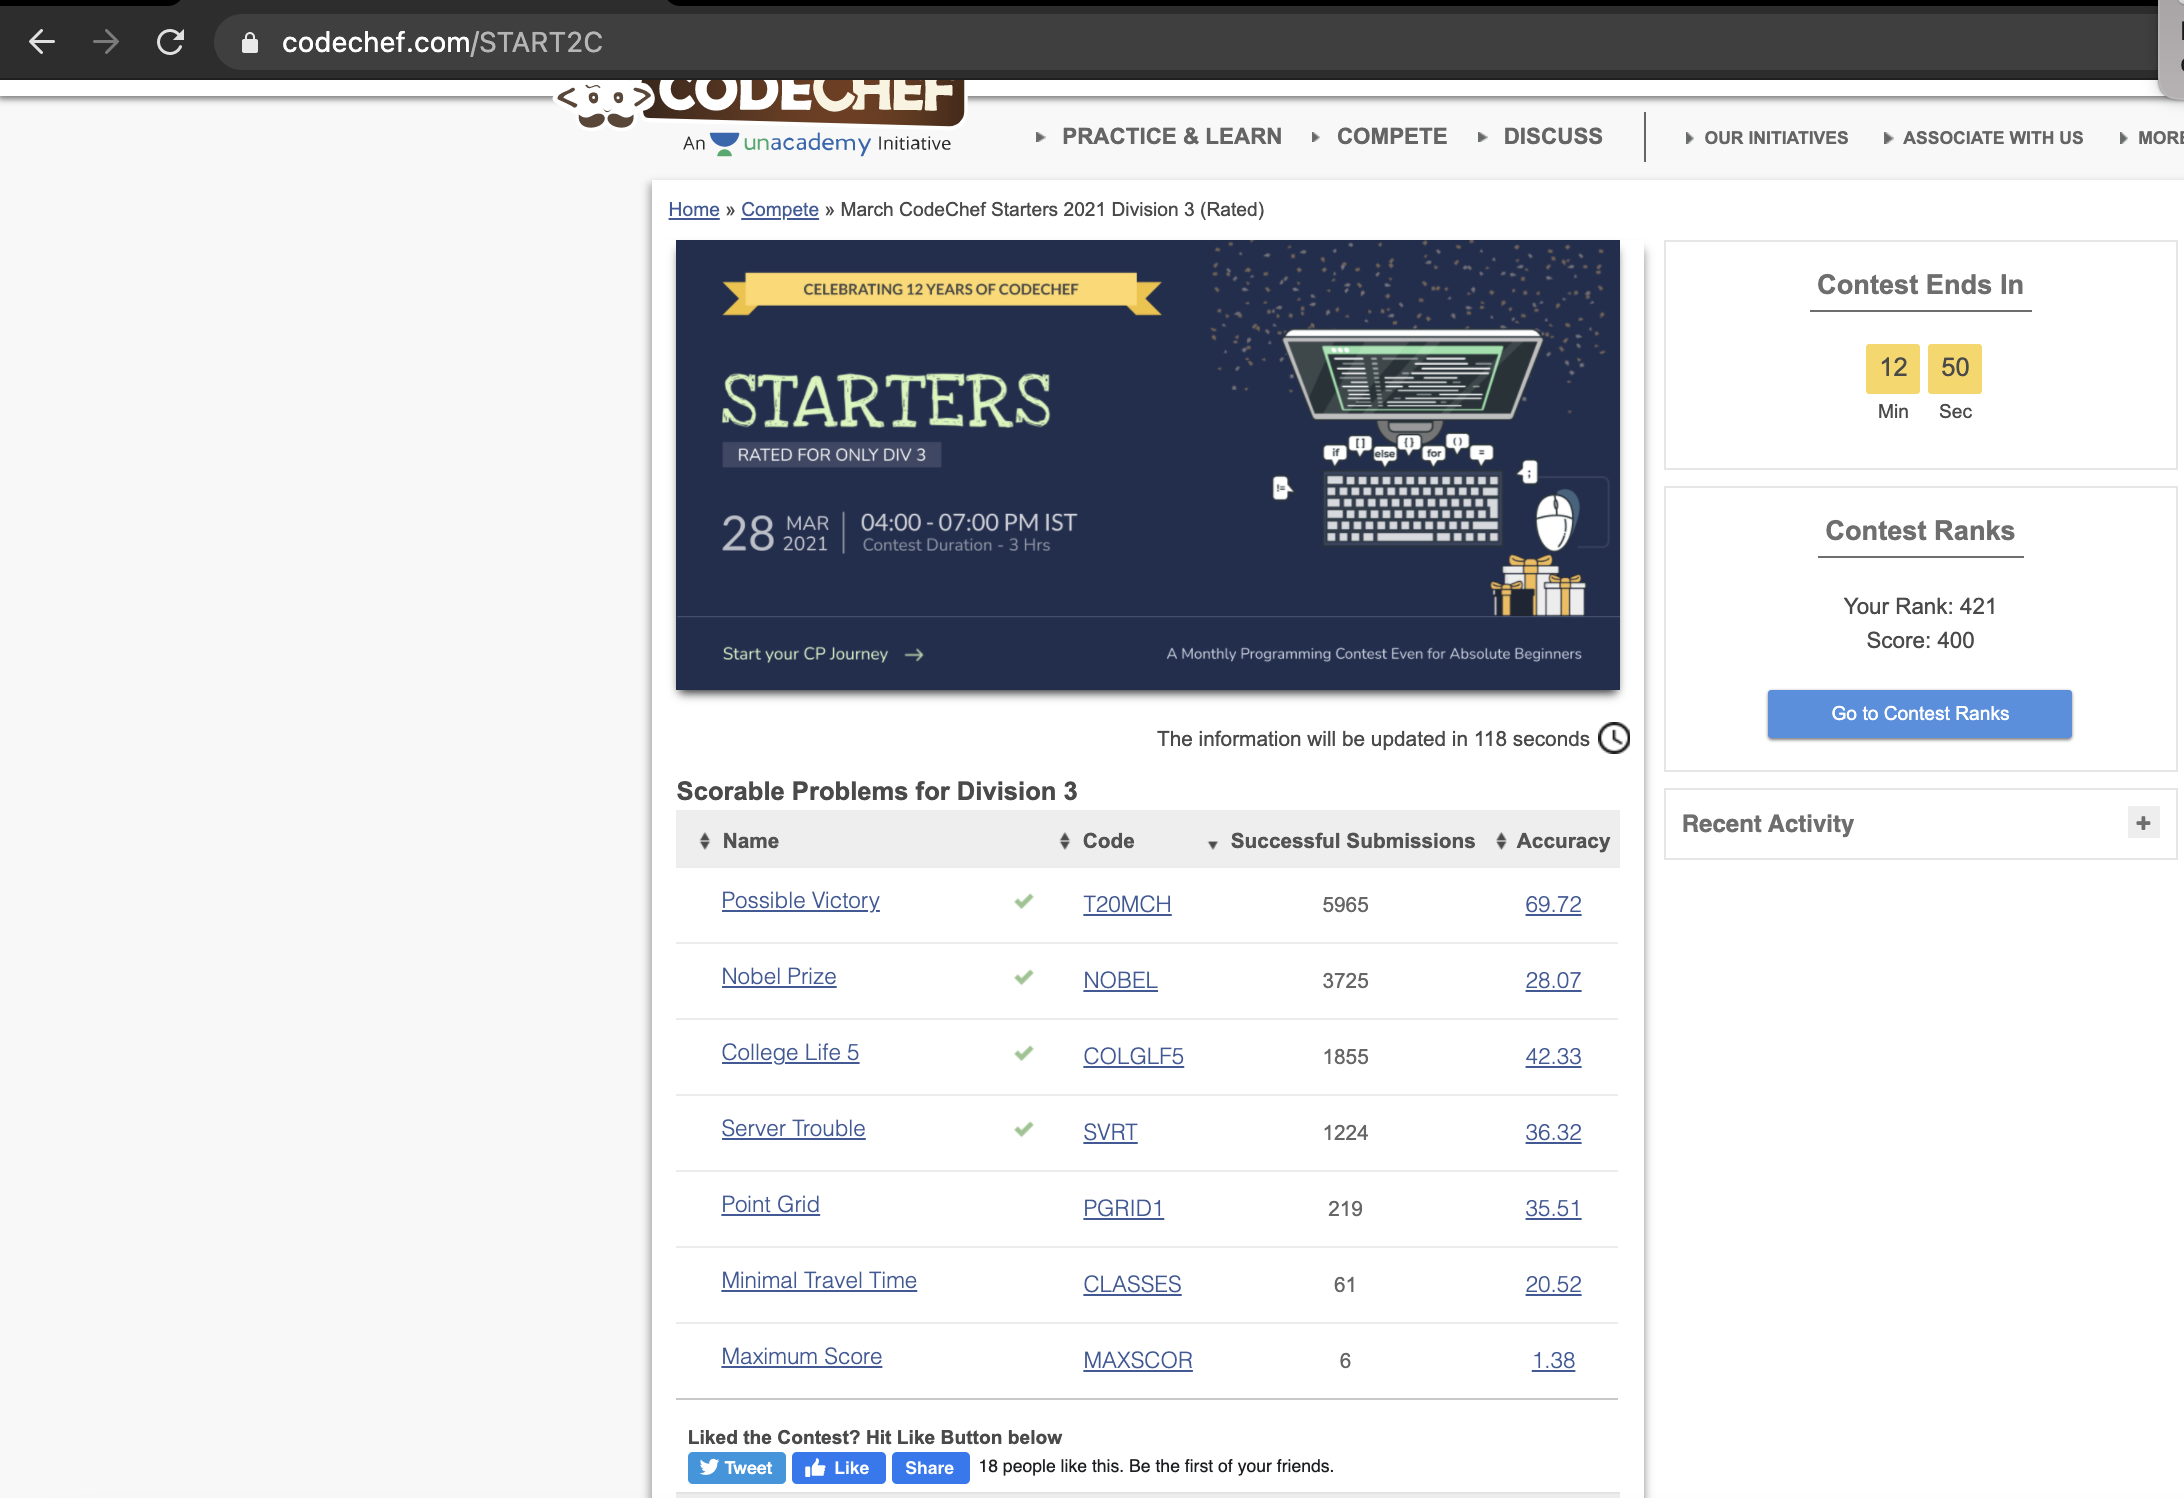 codechef.com/START2C
CODECHEF
An unacademy Initiative
PRACTICE & LEARN COMPETE DISCUSS OUR INITIATIVES ASSOCIATE WITH US MORE
Home » Compete » March CodeChef Starters 2021 Division 3 (Rated)
CELEBRATING 12 YEARS OF CODECHEF
STARTERS
RATED FOR ONLY DIV 3
28 MAR 2021 04:00 - 07:00 PM IST
Contest Duration - 3 Hrs
if [] else {} for () =
!= ;
Start your CP Journey →
A Monthly Programming Contest Even for Absolute Beginners
Contest Ends In
12 50
Min Sec
Contest Ranks
Your Rank: 421
Score: 400
Go to Contest Ranks
Recent Activity +
The information will be updated in 118 seconds
Scorable Problems for Division 3
Name Code Successful Submissions Accuracy
Possible Victory T20MCH 5965 69.72
Nobel Prize NOBEL 3725 28.07
College Life 5 COLGLF5 1855 42.33
Server Trouble SVRT 1224 36.32
Point Grid PGRID1 219 35.51
Minimal Travel Time CLASSES 61 20.52
Maximum Score MAXSCOR 6 1.38
Liked the Contest? Hit Like Button below
Tweet Like Share 18 people like this. Be the first of your friends.